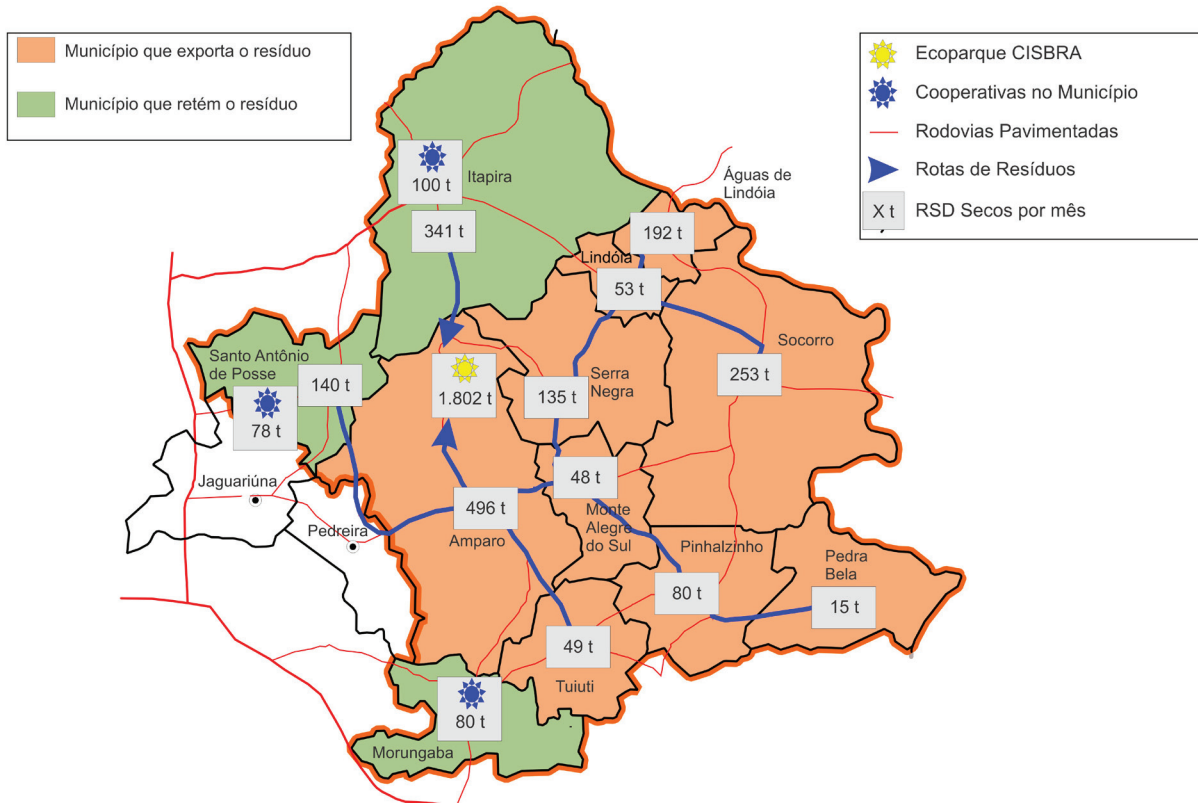 Município que exporta o resíduo
Município que retém o resíduo
Ecoparque CISBRA
Cooperativas no Município
Rodovias Pavimentadas
Rotas de Resíduos
X t
RSD Secos por mês
100 t
Itapira
341 t
Águas de
Lindóia
192 t
Lindóia
53 t
Socorro
253 t
Serra
Negra
135 t
1.802 t
Santo Antônio
de Posse
140 t
78 t
Jaguariúna
Pedreira
496 t
Amparo
48 t
Monte
Alegre
do Sul
Pinhalzinho
80 t
Pedra
Bela
15 t
49 t
Tuiuti
80 t
Morungaba